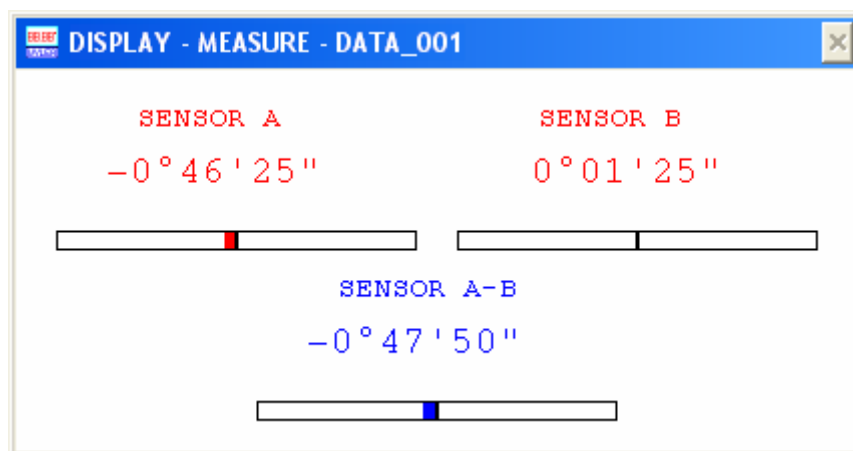 DISPLAY - MEASURE - DATA_001
SENSOR A
SENSOR B
-0°46'25"
0°01'25"
SENSOR A-B
-0°47'50"